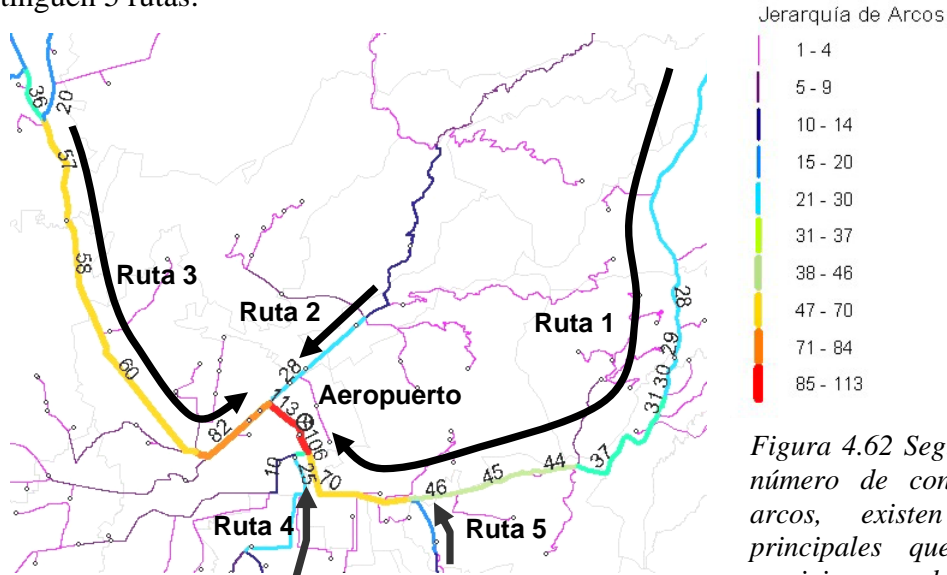 tinguen 5 rutas:
Jerarquía de Arcos
1 - 4
5 - 9
10 - 14
15 - 20
21 - 30
31 - 37
38 - 46
47 - 70
71 - 84
85 - 113
36
20
57
58
60
82
Ruta 3
Ruta 2
28
Ruta 1
28
29
30
31
37
44
45
46
Aeropuerto
113
106
70
10
25
Ruta 4
Ruta 5
Figura 4.62 Seg
número de con
arcos, existen
principales que